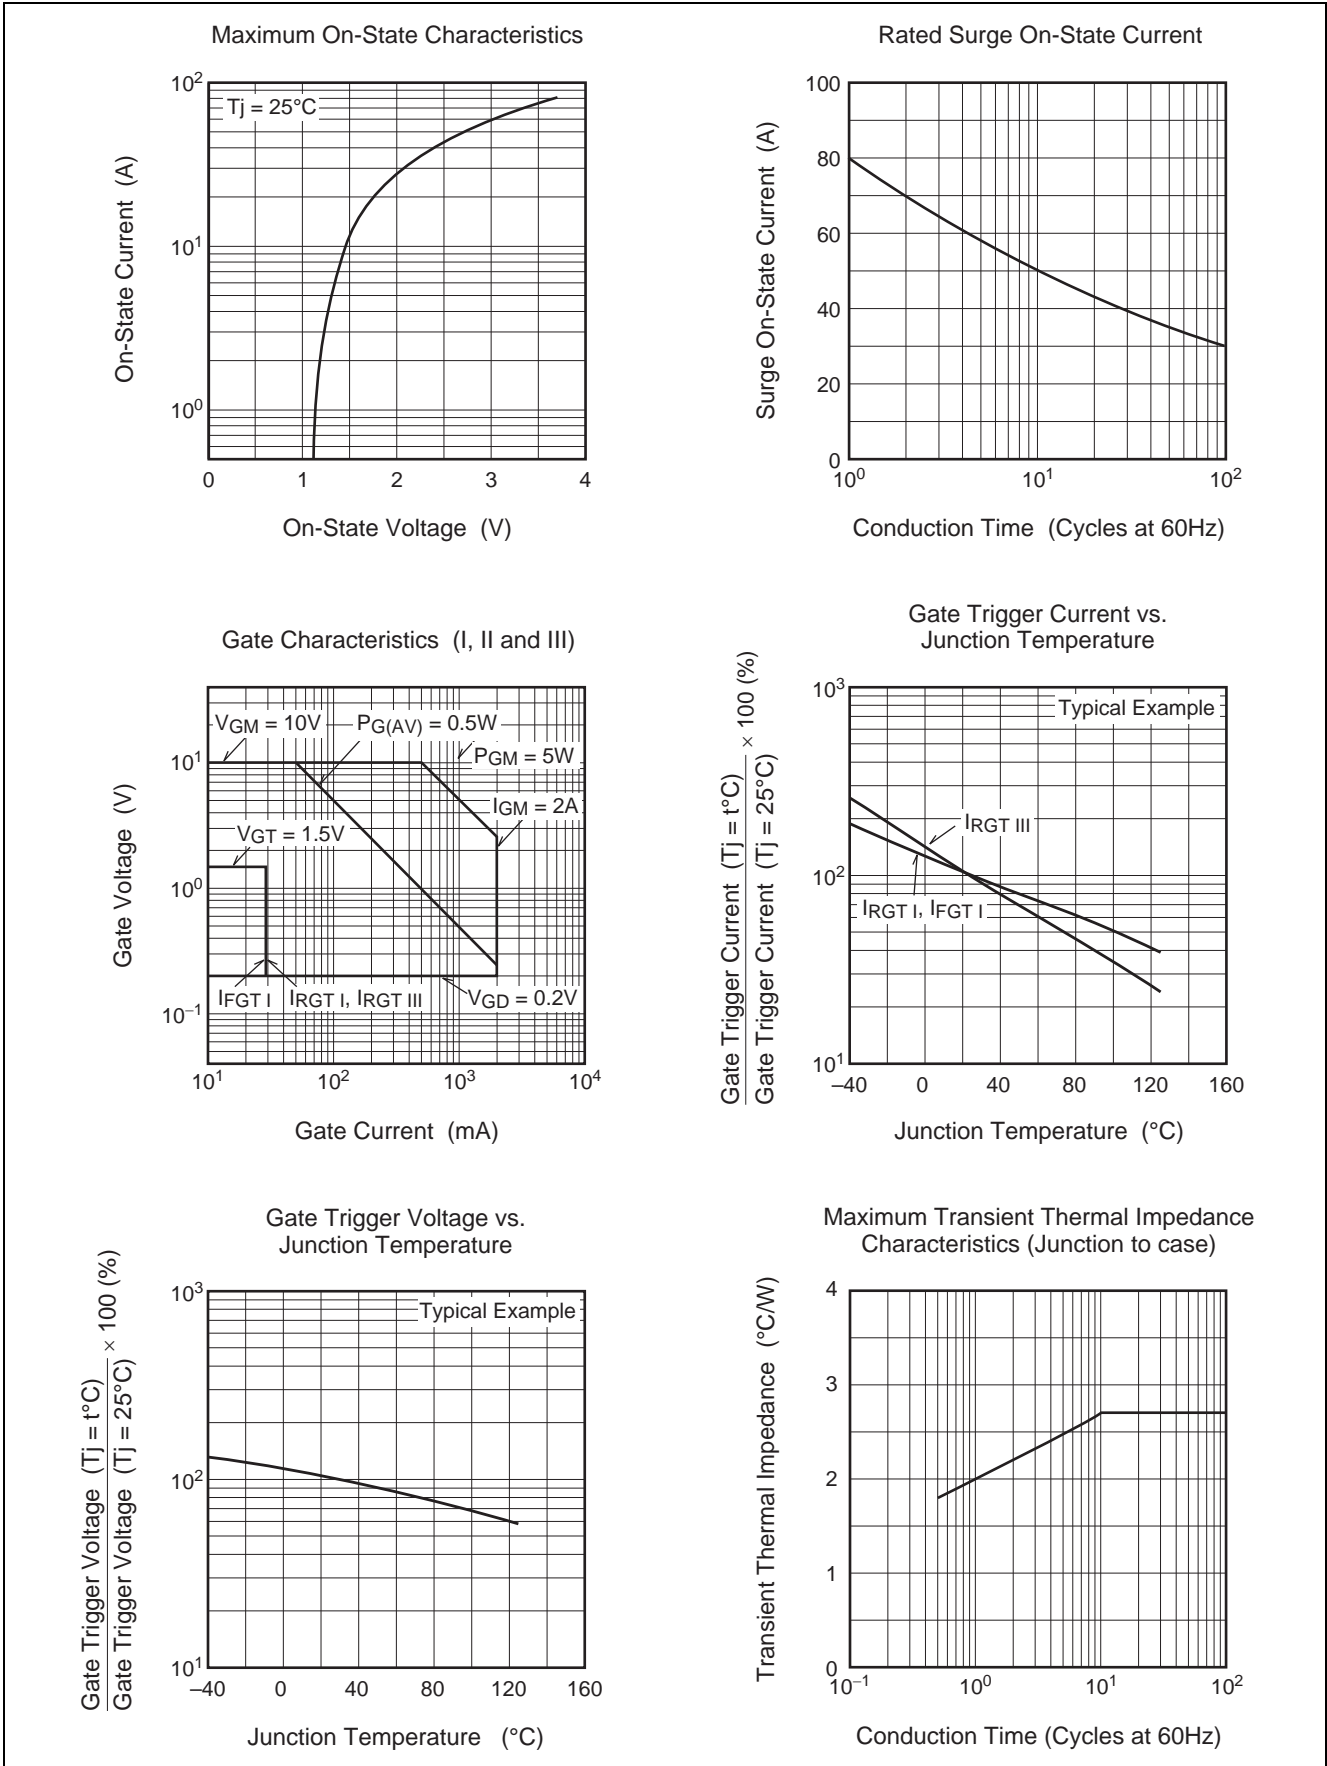 Maximum On-State Characteristics
10²
Tj = 25°C
10¹
10⁰
0 1 2 3 4
On-State Current (A)
On-State Voltage (V)
Rated Surge On-State Current
100
80
60
40
20
0
10⁰ 10¹ 10²
Surge On-State Current (A)
Conduction Time (Cycles at 60Hz)
Gate Characteristics (I, II and III)
VGM = 10V
PG(AV) = 0.5W
PGM = 5W
IGM = 2A
VGT = 1.5V
IFGT I
IRGT I, IRGT III
VGD = 0.2V
10¹
10⁰
10⁻¹
10¹ 10² 10³ 10⁴
Gate Voltage (V)
Gate Current (mA)
Gate Trigger Current vs.
Junction Temperature
10³
Typical Example
IRGT III
10²
IRGT I, IFGT I
10¹
–40 0 40 80 120 160
Gate Trigger Current (Tj = t°C)
Gate Trigger Current (Tj = 25°C)
× 100 (%)
Junction Temperature (°C)
Gate Trigger Voltage vs.
Junction Temperature
10³
Typical Example
10²
10¹
–40 0 40 80 120 160
Gate Trigger Voltage (Tj = t°C)
Gate Trigger Voltage (Tj = 25°C)
× 100 (%)
Junction Temperature (°C)
Maximum Transient Thermal Impedance
Characteristics (Junction to case)
4
3
2
1
0
10⁻¹ 10⁰ 10¹ 10²
Transient Thermal Impedance (°C/W)
Conduction Time (Cycles at 60Hz)